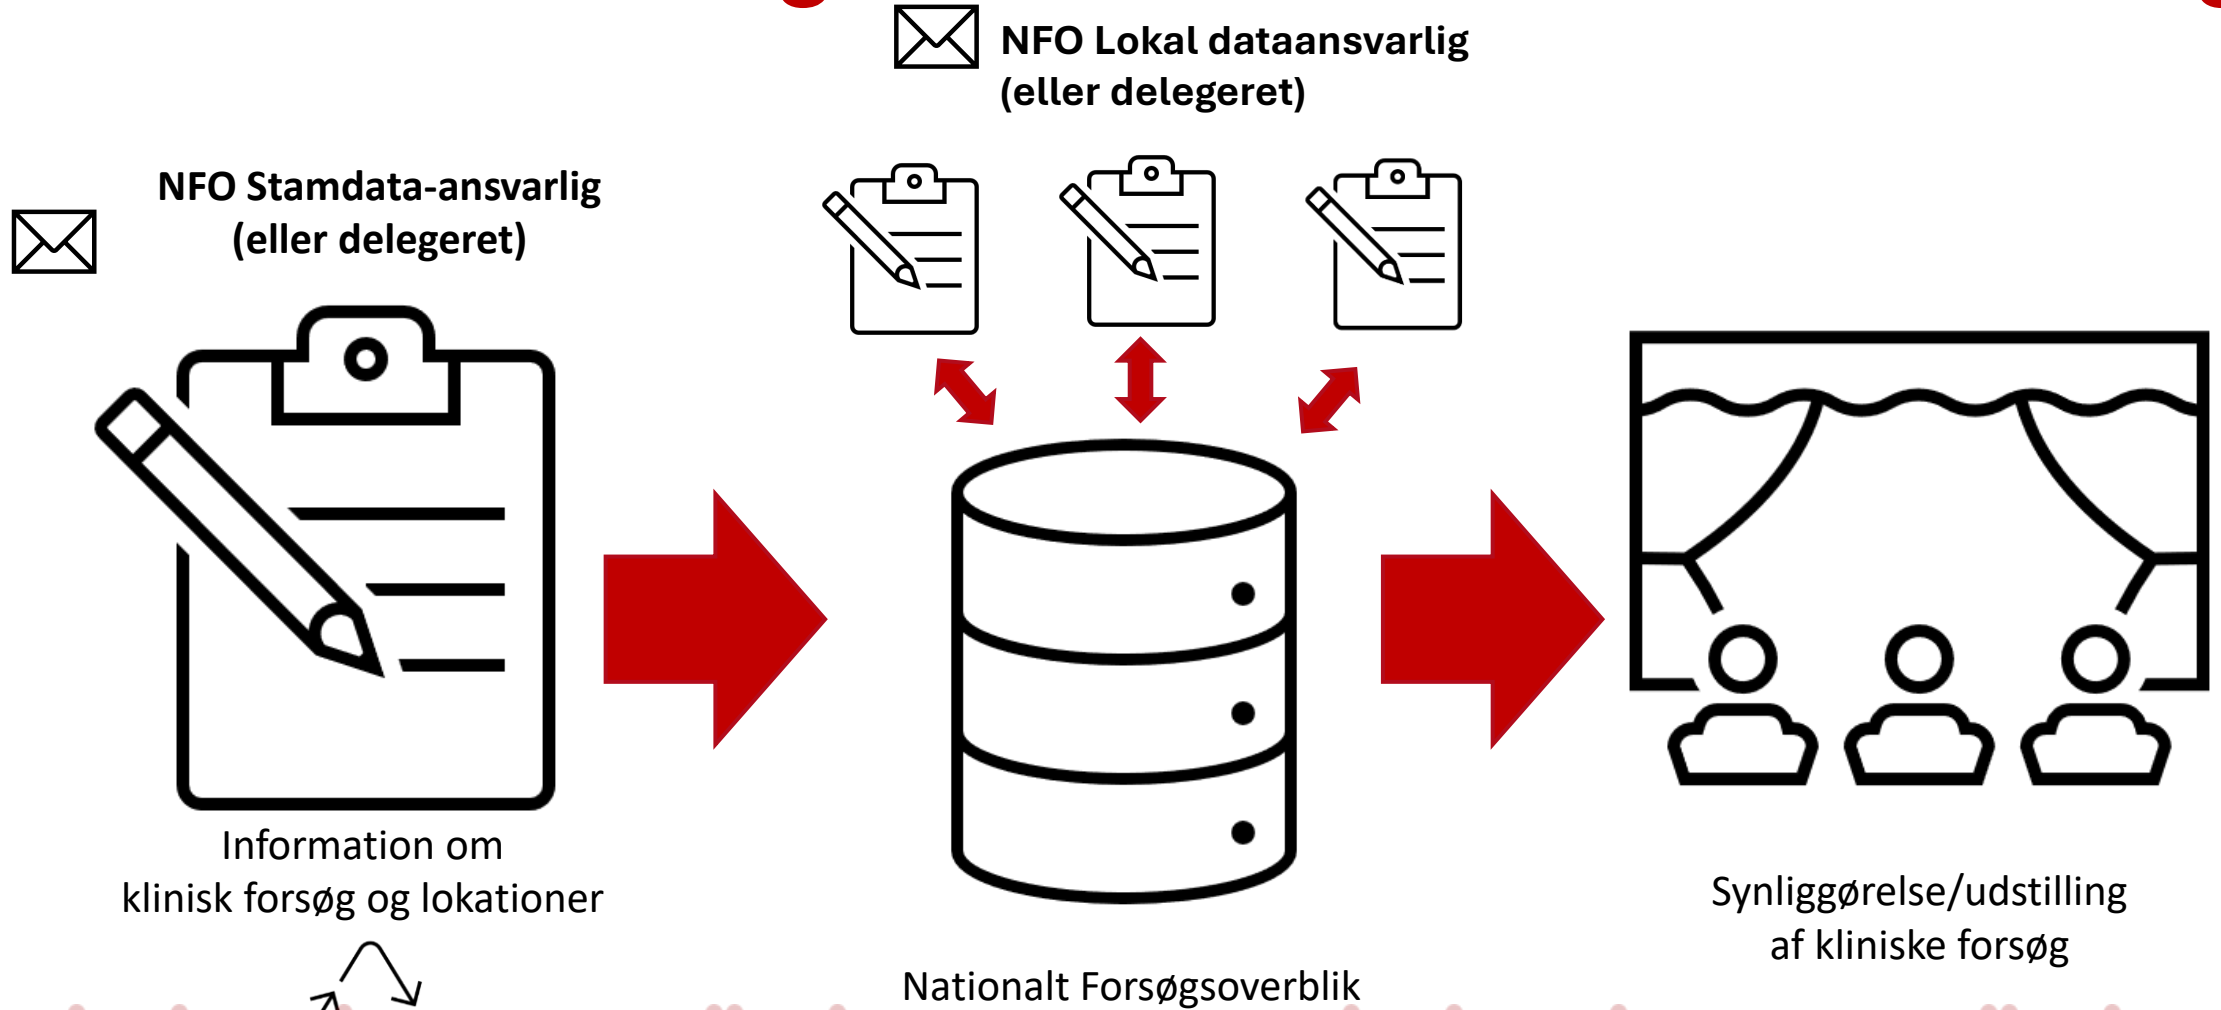 NFO Lokal dataansvarlig
(eller delegeret)
NFO Stamdata-ansvarlig
(eller delegeret)
Information om
klinisk forsøg og lokationer
Nationalt Forsøgsoverblik
Synliggørelse/udstilling
af kliniske forsøg